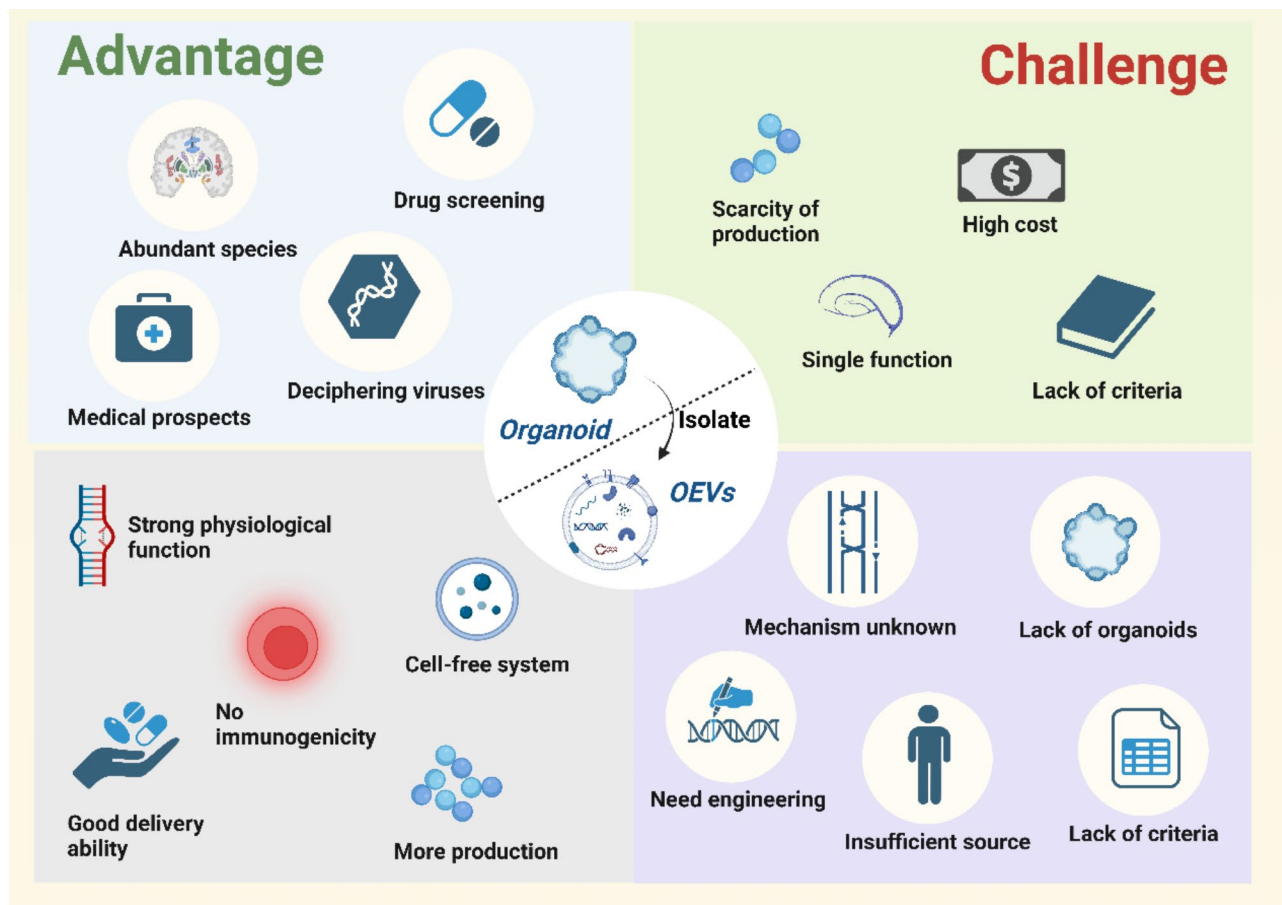 Advantage
Challenge
Drug screening
Abundant species
Deciphering viruses
Medical prospects
Scarcity of
production
High cost
Single function
Lack of criteria
Organoid
Isolate
OEVs
Strong physiological
function
Cell-free system
No
immunogenicity
Good delivery
ability
More production
Mechanism unknown
Lack of organoids
Need engineering
Insufficient source
Lack of criteria
$